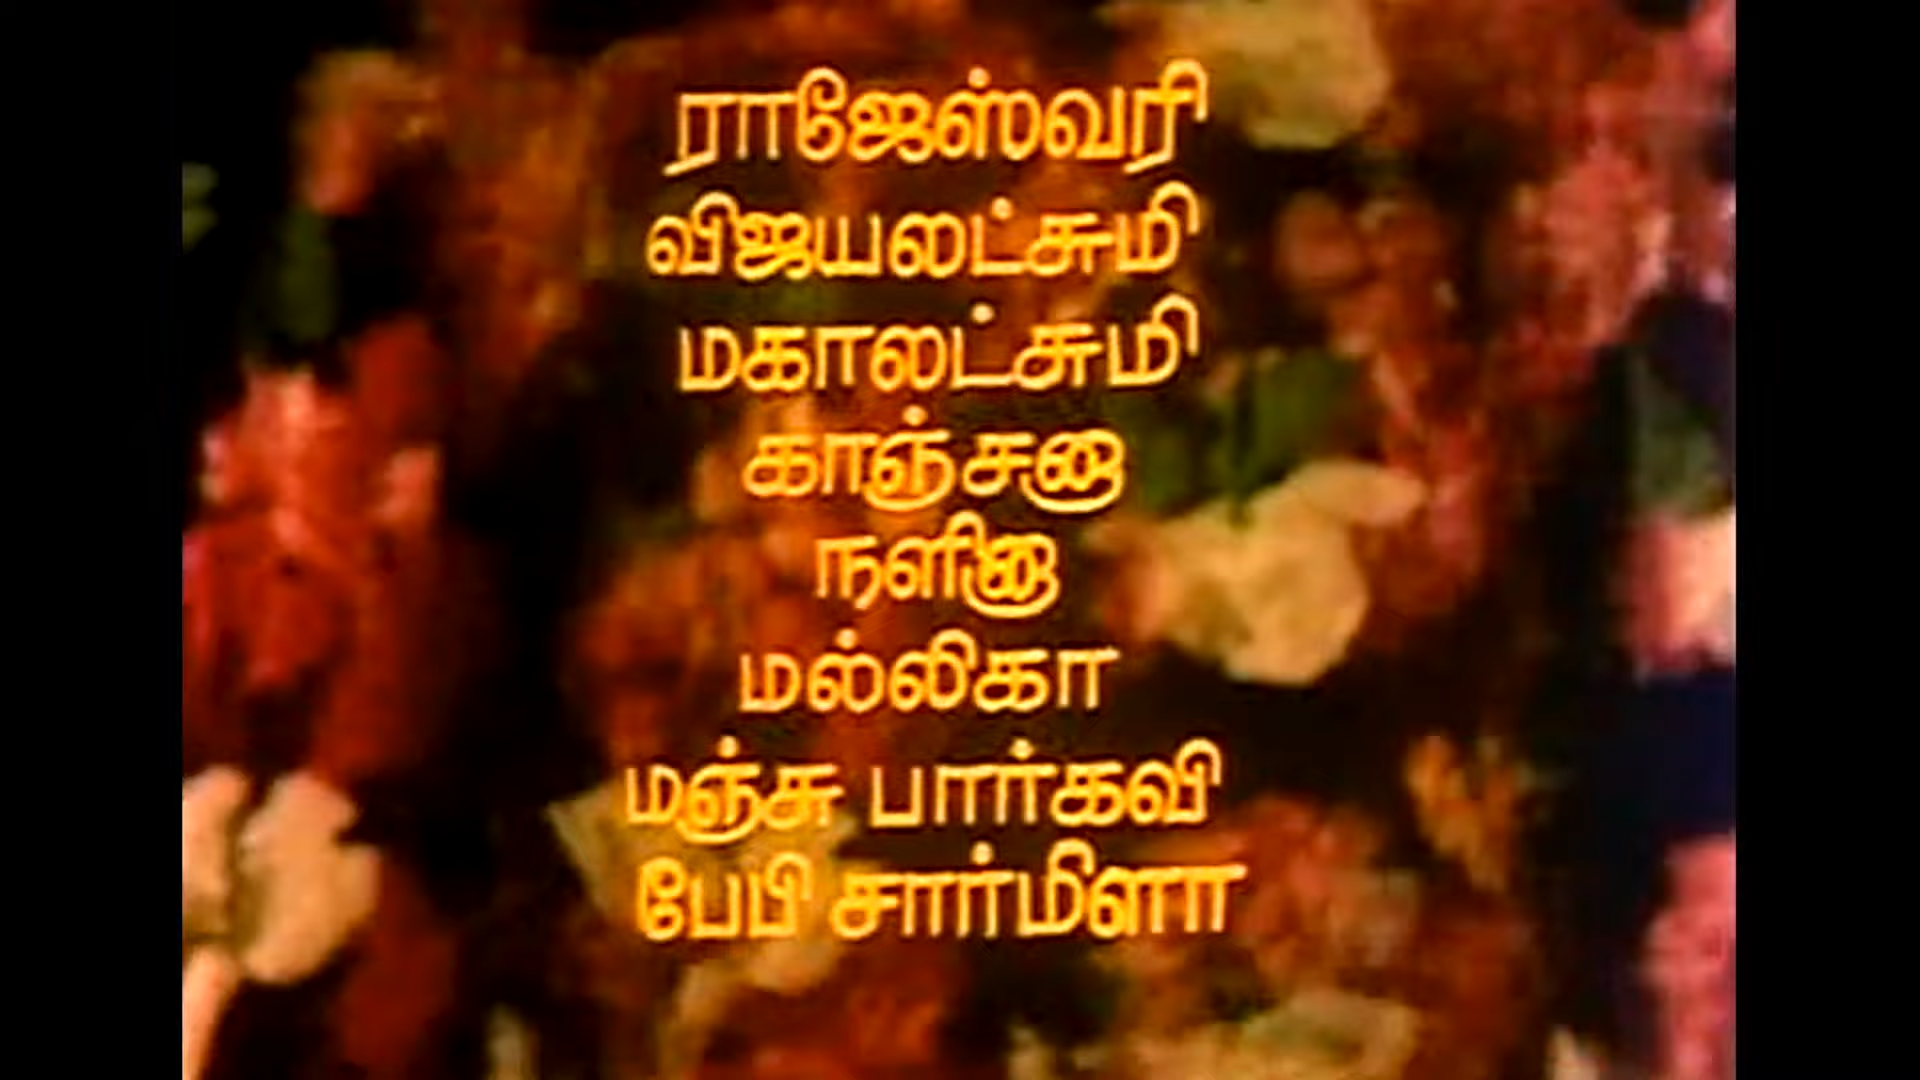 ராஜேஸ்வரி
விஜயலட்சுமி
மகாலட்சுமி
காஞ்சனா
நளினா
மல்லிகா
மஞ்சு பார்கவி
பேபி சார்மிளா